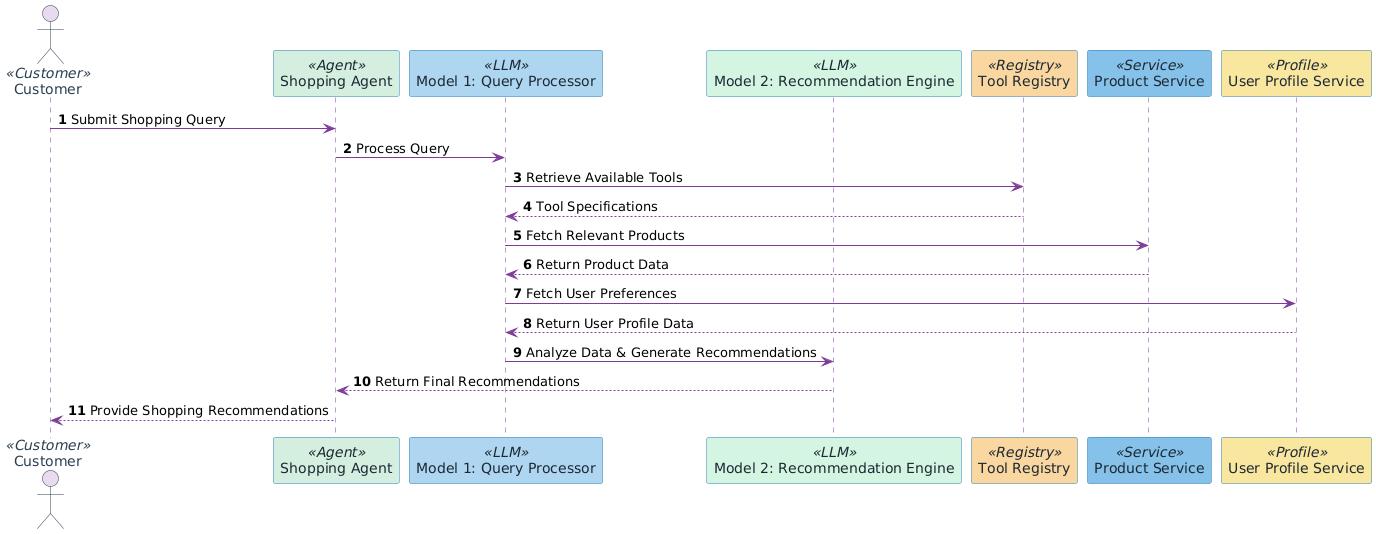 «Customer»
Customer
«Agent»
Shopping Agent
«LLM»
Model 1: Query Processor
«LLM»
Model 2: Recommendation Engine
«Registry»
Tool Registry
«Service»
Product Service
«Profile»
User Profile Service
1 Submit Shopping Query
2 Process Query
3 Retrieve Available Tools
4 Tool Specifications
5 Fetch Relevant Products
6 Return Product Data
7 Fetch User Preferences
8 Return User Profile Data
9 Analyze Data & Generate Recommendations
10 Return Final Recommendations
11 Provide Shopping Recommendations
«Customer»
Customer
«Agent»
Shopping Agent
«LLM»
Model 1: Query Processor
«LLM»
Model 2: Recommendation Engine
«Registry»
Tool Registry
«Service»
Product Service
«Profile»
User Profile Service